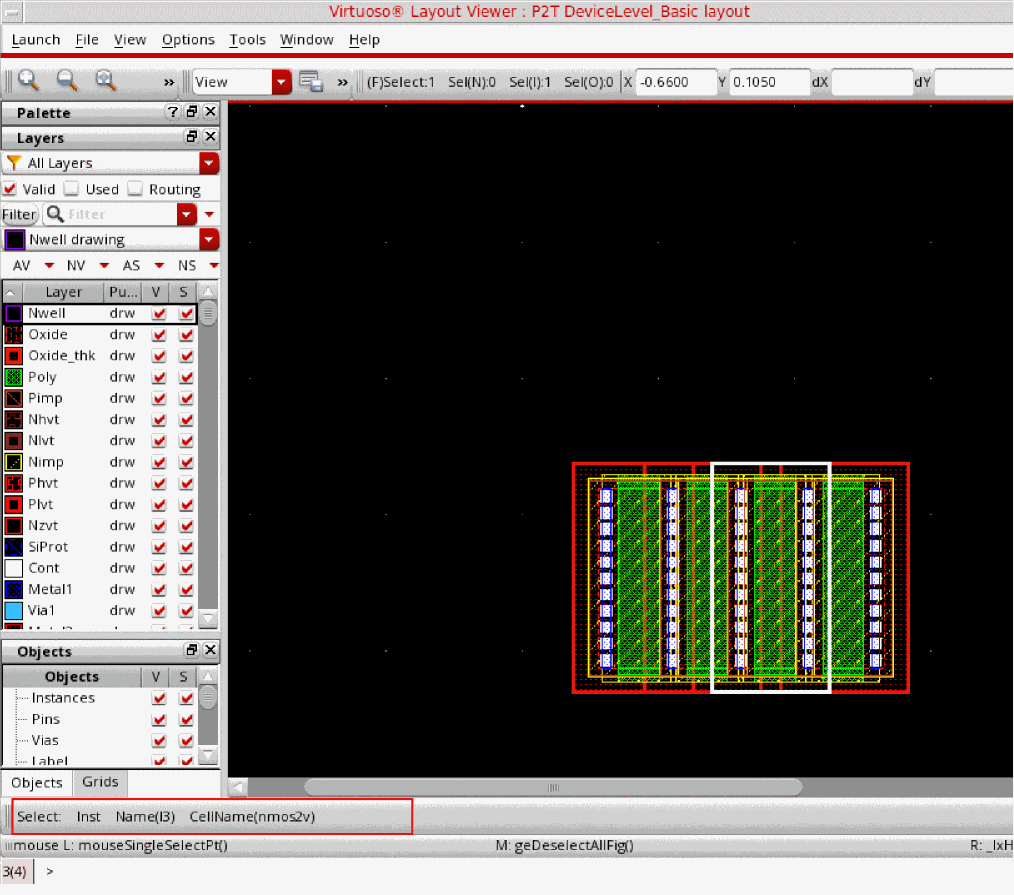 Virtuoso® Layout Viewer : P2T DeviceLevel_Basic layout
Launch File View Options Tools Window Help
» View » (F)Select:1 Sel(N):0 Sel(I):1 Sel(O):0 X -0.6600 Y 0.1050 dX dY
Palette
Layers
All Layers
Valid Used Routing
Filter Filter
Nwell drawing
AV NV AS NS
Layer Pu... V S
Nwell drw
Oxide drw
Oxide_thk drw
Poly drw
Pimp drw
Nhvt drw
Nlvt drw
Nimp drw
Phvt drw
Plvt drw
Nzvt drw
SiProt drw
Cont drw
Metal1 drw
Via1 drw
Objects
Objects V S
Instances
Pins
Vias
Label
Objects Grids
Select: Inst Name(I3) CellName(nmos2v)
mouse L: mouseSingleSelectPt() M: geDeselectAllFig() R: _lxH
3(4) >